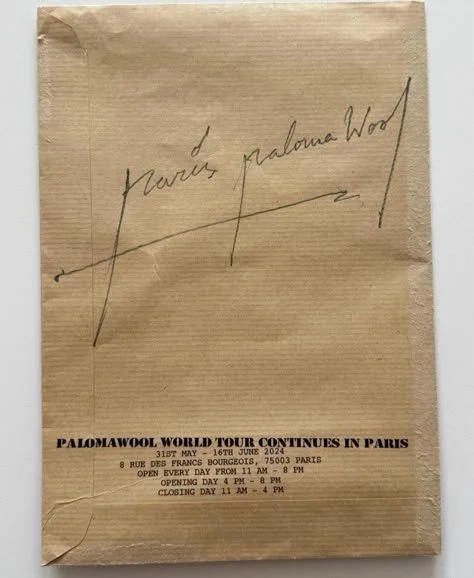 paris paloma Wool
PALOMAWOOL WORLD TOUR CONTINUES IN PARIS
31ST MAY - 16TH JUNE 2024
8 RUE DES FRANCS BOURGEOIS, 75003 PARIS
OPEN EVERY DAY FROM 11 AM - 8 PM
OPENING DAY 4 PM - 8 PM
CLOSING DAY 11 AM - 4 PM